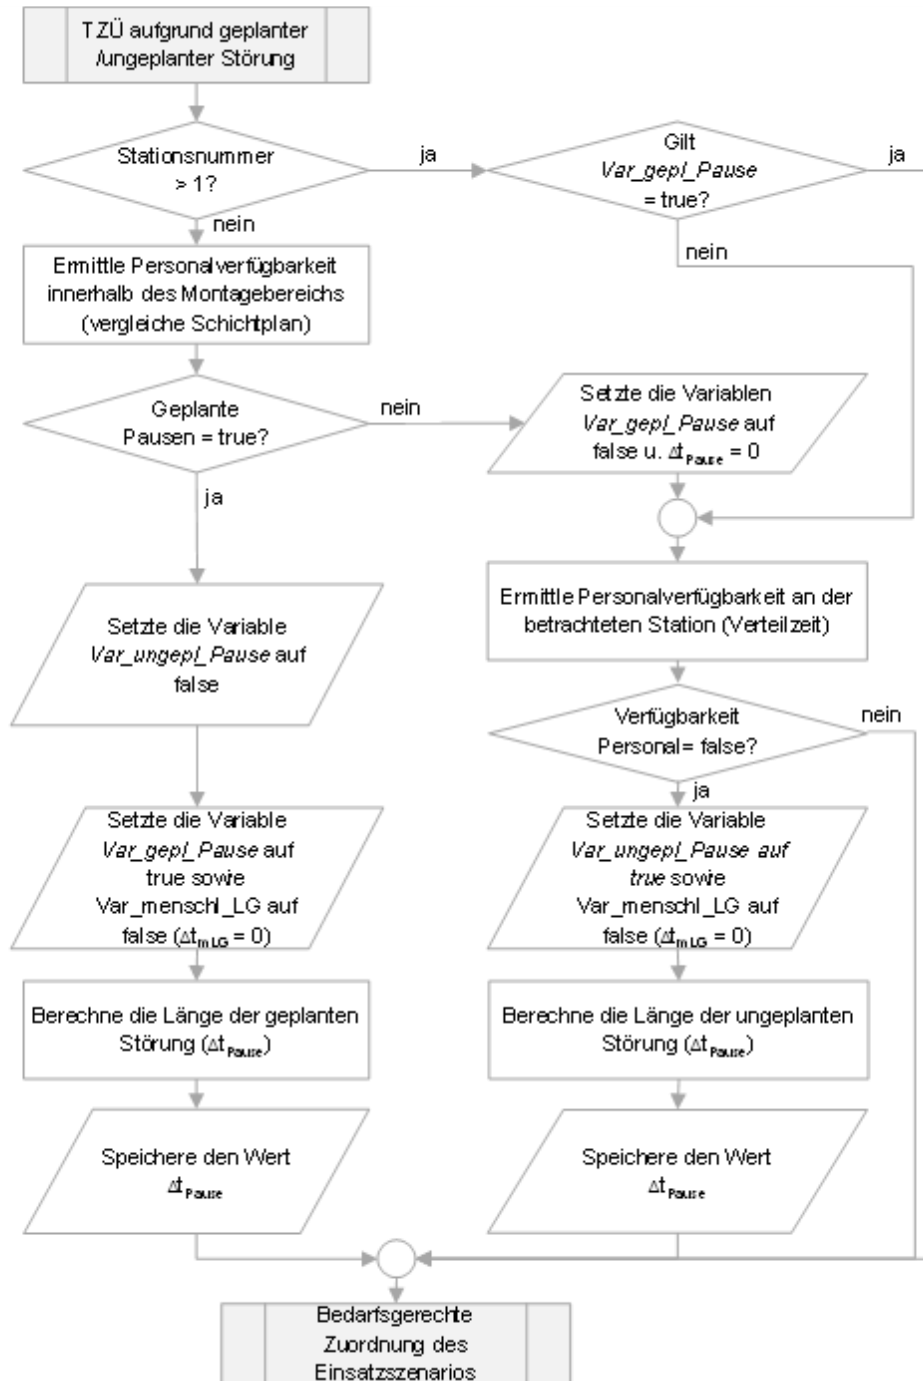 TZÜ aufgrund geplanter
/ungeplanter Störung
Stationsnummer
> 1?
ja
Gilt
Var_gepl_Pause
= true?
ja
nein
nein
Ermittle Personalverfügbarkeit
innerhalb des Montagebereichs
(vergleiche Schichtplan)
Geplante
Pausen = true?
nein
Setzte die Variablen
Var_gepl_Pause auf
false u. Δt_Pause = 0
ja
Ermittle Personalverfügbarkeit an der
betrachteten Station (Verteilzeit)
Setzte die Variable
Var_ungepl_Pause auf
false
Verfügbarkeit
Personal= false?
nein
ja
Setzte die Variable
Var_gepl_Pause auf
true sowie
Var_menschl_LG auf
false (Δt_mLG = 0)
Setzte die Variable
Var_ungepl_Pause auf
true sowie
Var_menschl_LG auf
false (Δt_mLG = 0)
Berechne die Länge der geplanten
Störung (Δt_Pause)
Berechne die Länge der ungeplanten
Störung (Δt_Pause)
Speichere den Wert
Δt_Pause
Speichere den Wert
Δt_Pause
Bedarfsgerechte
Zuordnung des
Einsatzszenarios